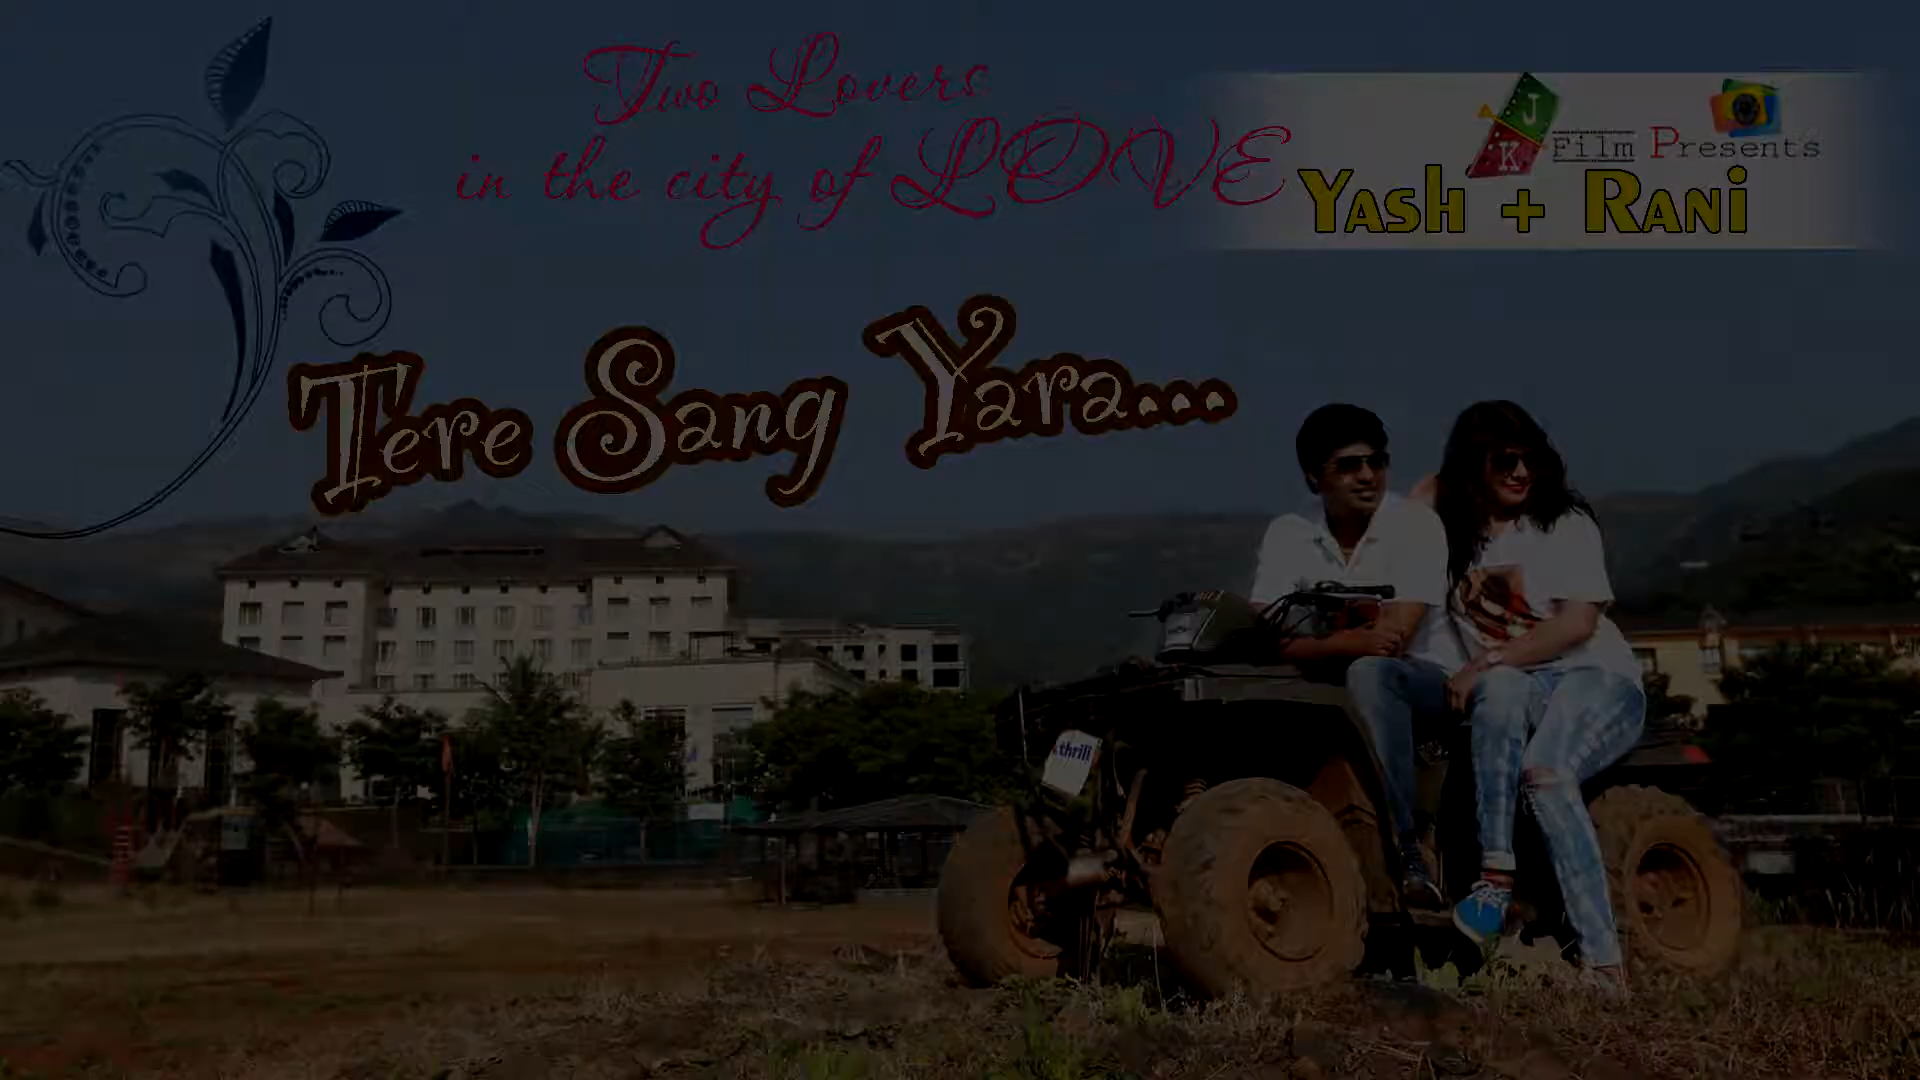 Two Lovers
in the city of LOVE
JK Film Presents
Yash + Rani
Tere Sang Yara...
thrill